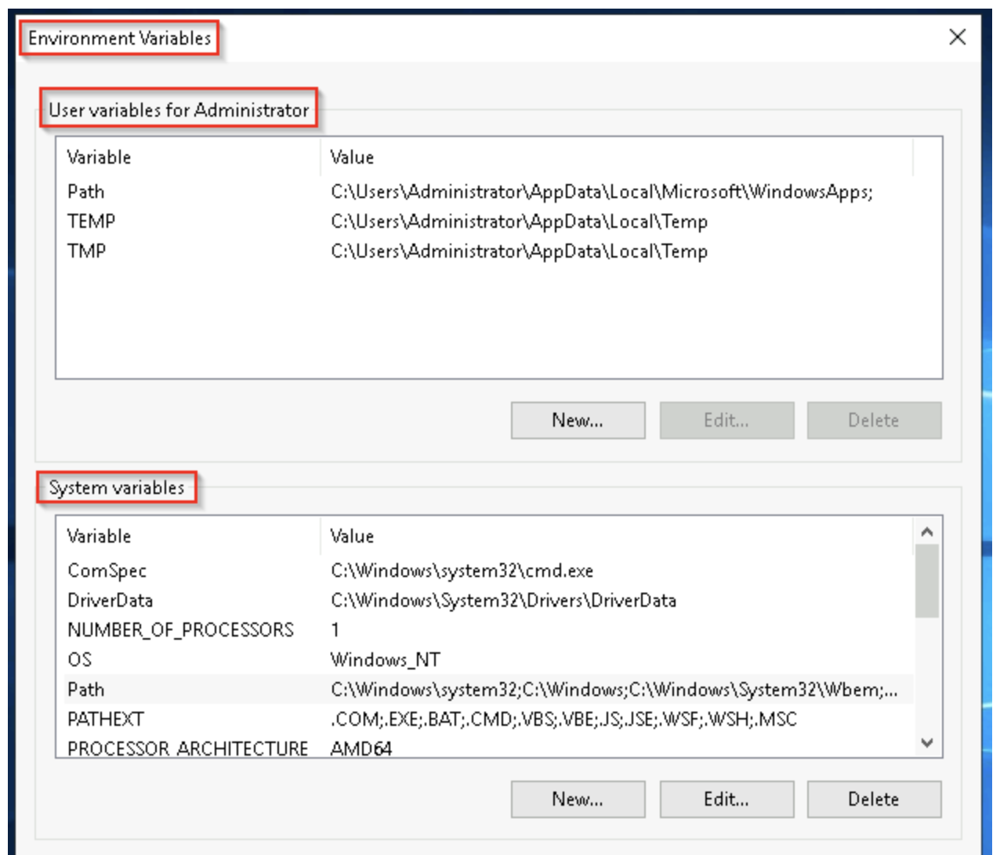 Environment Variables
User variables for Administrator
Variable Value
Path C:\Users\Administrator\AppData\Local\Microsoft\WindowsApps;
TEMP C:\Users\Administrator\AppData\Local\Temp
TMP C:\Users\Administrator\AppData\Local\Temp
New... Edit... Delete
System variables
Variable Value
ComSpec C:\Windows\system32\cmd.exe
DriverData C:\Windows\System32\Drivers\DriverData
NUMBER_OF_PROCESSORS 1
OS Windows_NT
Path C:\Windows\system32;C:\Windows;C:\Windows\System32\Wbem;...
PATHEXT .COM;.EXE;.BAT;.CMD;.VBS;.VBE;.JS;.JSE;.WSF;.WSH;.MSC
PROCESSOR_ARCHITECTURE AMD64
New... Edit... Delete